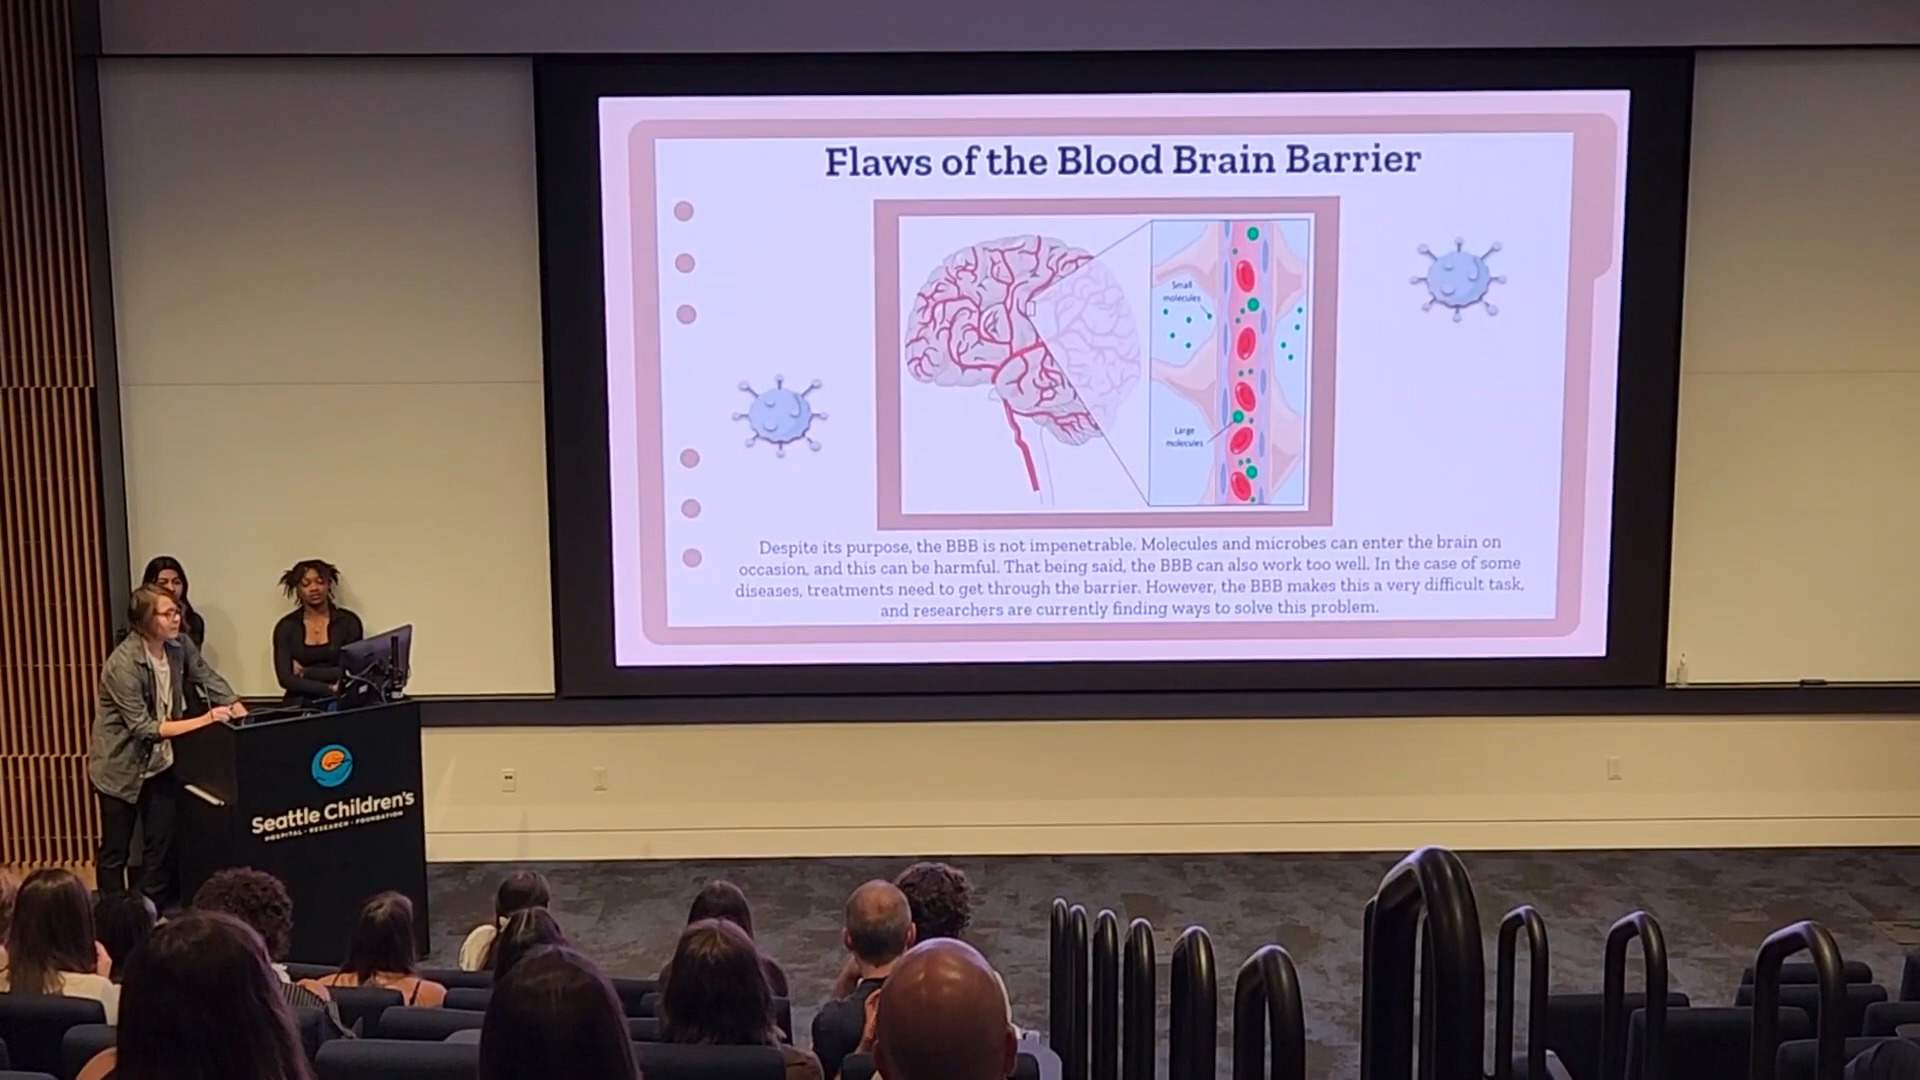 Flaws of the Blood Brain Barrier
Small
molecules
Large
molecules
Despite its purpose, the BBB is not impenetrable. Molecules and microbes can enter the brain on
occasion, and this can be harmful. That being said, the BBB can also work too well. In the case of some
diseases, treatments need to get through the barrier. However, the BBB makes this a very difficult task,
and researchers are currently finding ways to solve this problem.
Seattle Children's
HOSPITAL • RESEARCH • FOUNDATION